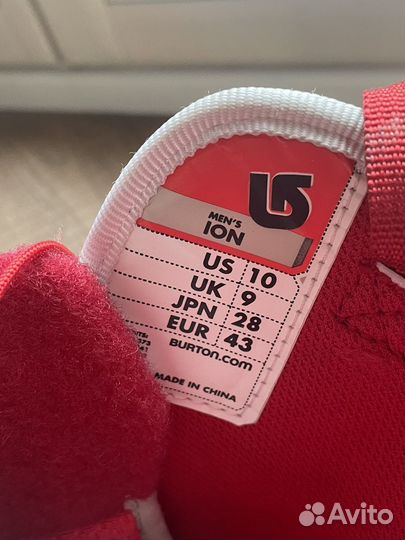 MEN'S
ION
US 10
UK 9
JPN 28
EUR 43
BURTON.com
MADE IN CHINA
Avito